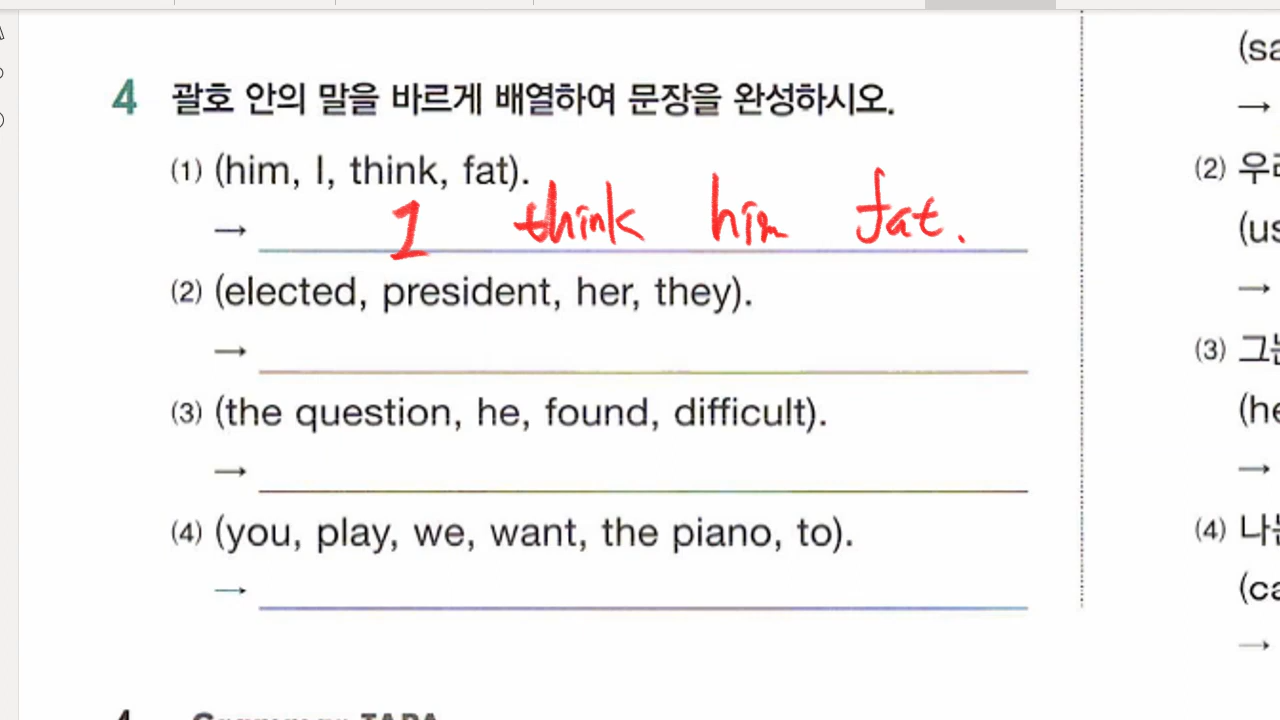 4 괄호 안의 말을 바르게 배열하여 문장을 완성하시오.
(1) (him, I, think, fat).
→ I think him fat.
(2) (elected, president, her, they).
→
(3) (the question, he, found, difficult).
→
(4) (you, play, we, want, the piano, to).
→
(sa
→
(2) 우리
(us
→
(3) 그는
(he
→
(4) 나는
(ca
→